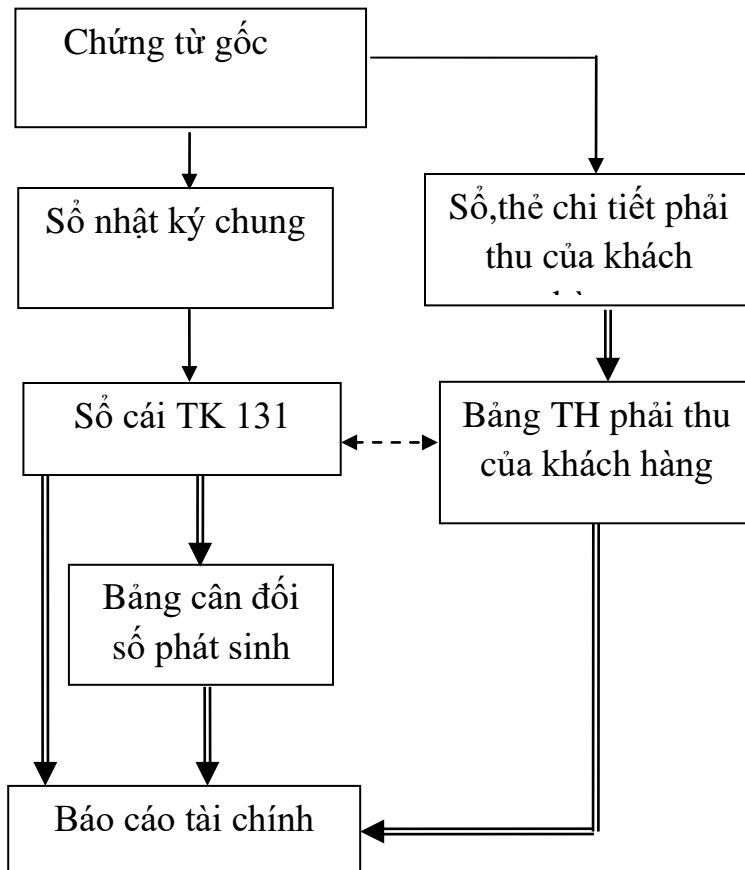 Chứng từ gốc
Sổ nhật ký chung
Sổ,thẻ chi tiết phải
thu của khách
Sổ cái TK 131
Bảng TH phải thu
của khách hàng
Bảng cân đối
số phát sinh
Báo cáo tài chính